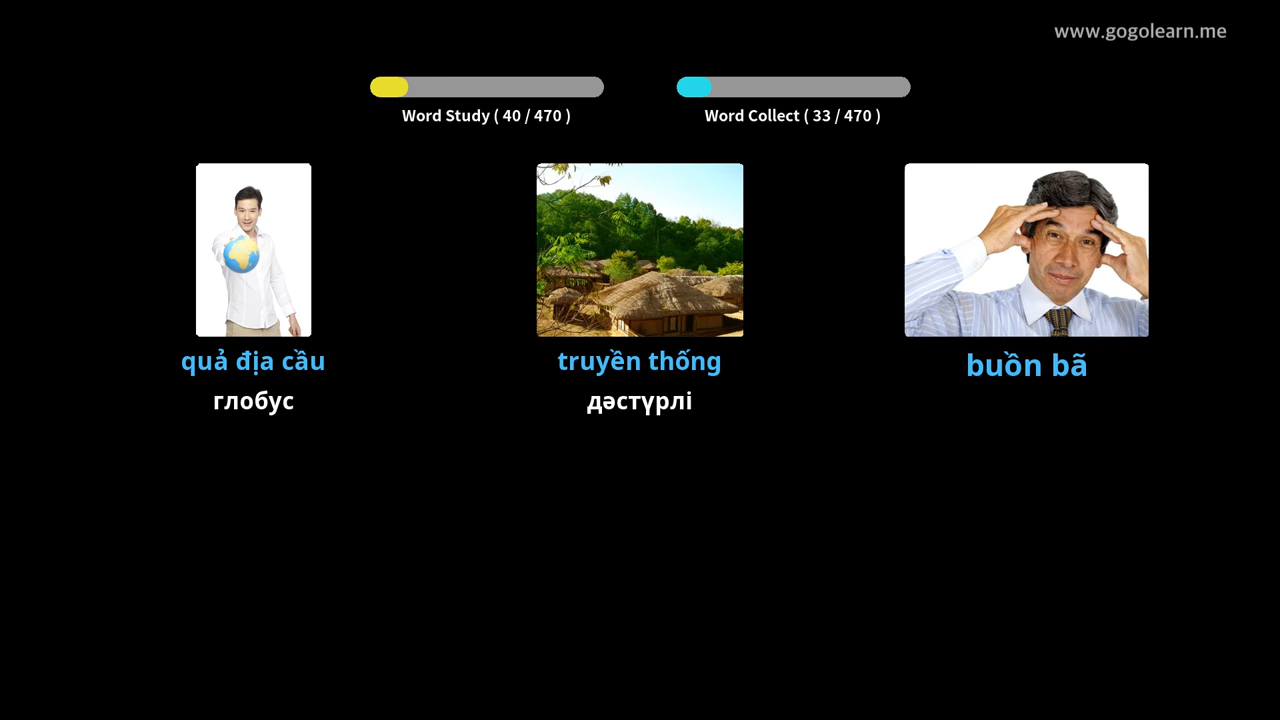 www.gogolearn.me
Word Study ( 40 / 470 )
Word Collect ( 33 / 470 )
quả địa cầu
глобус
truyền thống
дәстүрлі
buồn bã